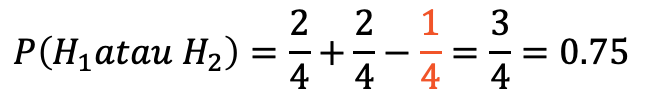 P(H₁atau H₂) = 2/4 + 2/4 − 1/4 = 3/4 = 0.75